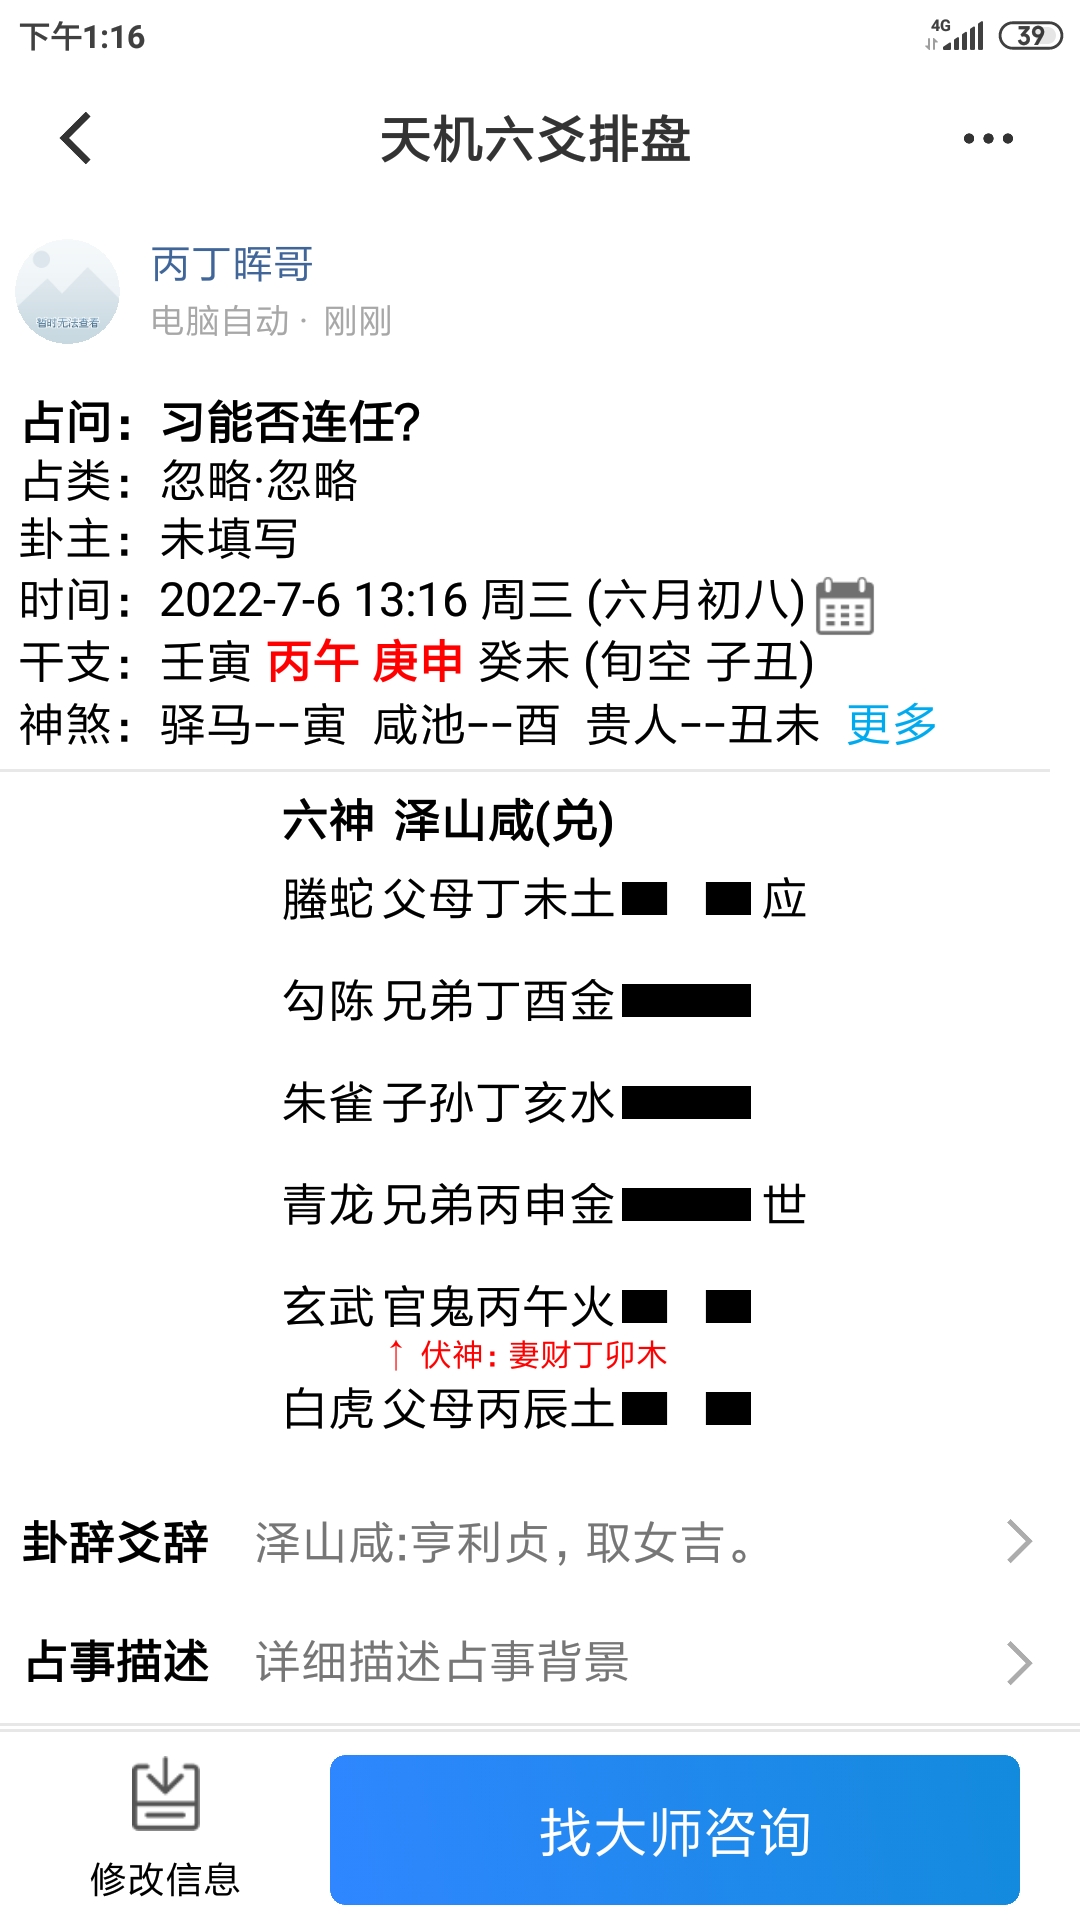 下午1:16
4G
39
天机六爻排盘
丙丁晖哥
暂时无法查看
电脑自动 · 刚刚
占问：习能否连任?
占类：忽略·忽略
卦主：未填写
时间：2022-7-6 13:16 周三 (六月初八)
干支：壬寅 丙午 庚申 癸未 (旬空 子丑)
神煞：驿马--寅 咸池--酉 贵人--丑未 更多
六神 泽山咸(兑)
螣蛇 父母丁未土 应
勾陈 兄弟丁酉金
朱雀 子孙丁亥水
青龙 兄弟丙申金 世
玄武 官鬼丙午火
↑ 伏神：妻财丁卯木
白虎 父母丙辰土
卦辞爻辞 泽山咸:亨利贞，取女吉。
占事描述 详细描述占事背景
修改信息
找大师咨询